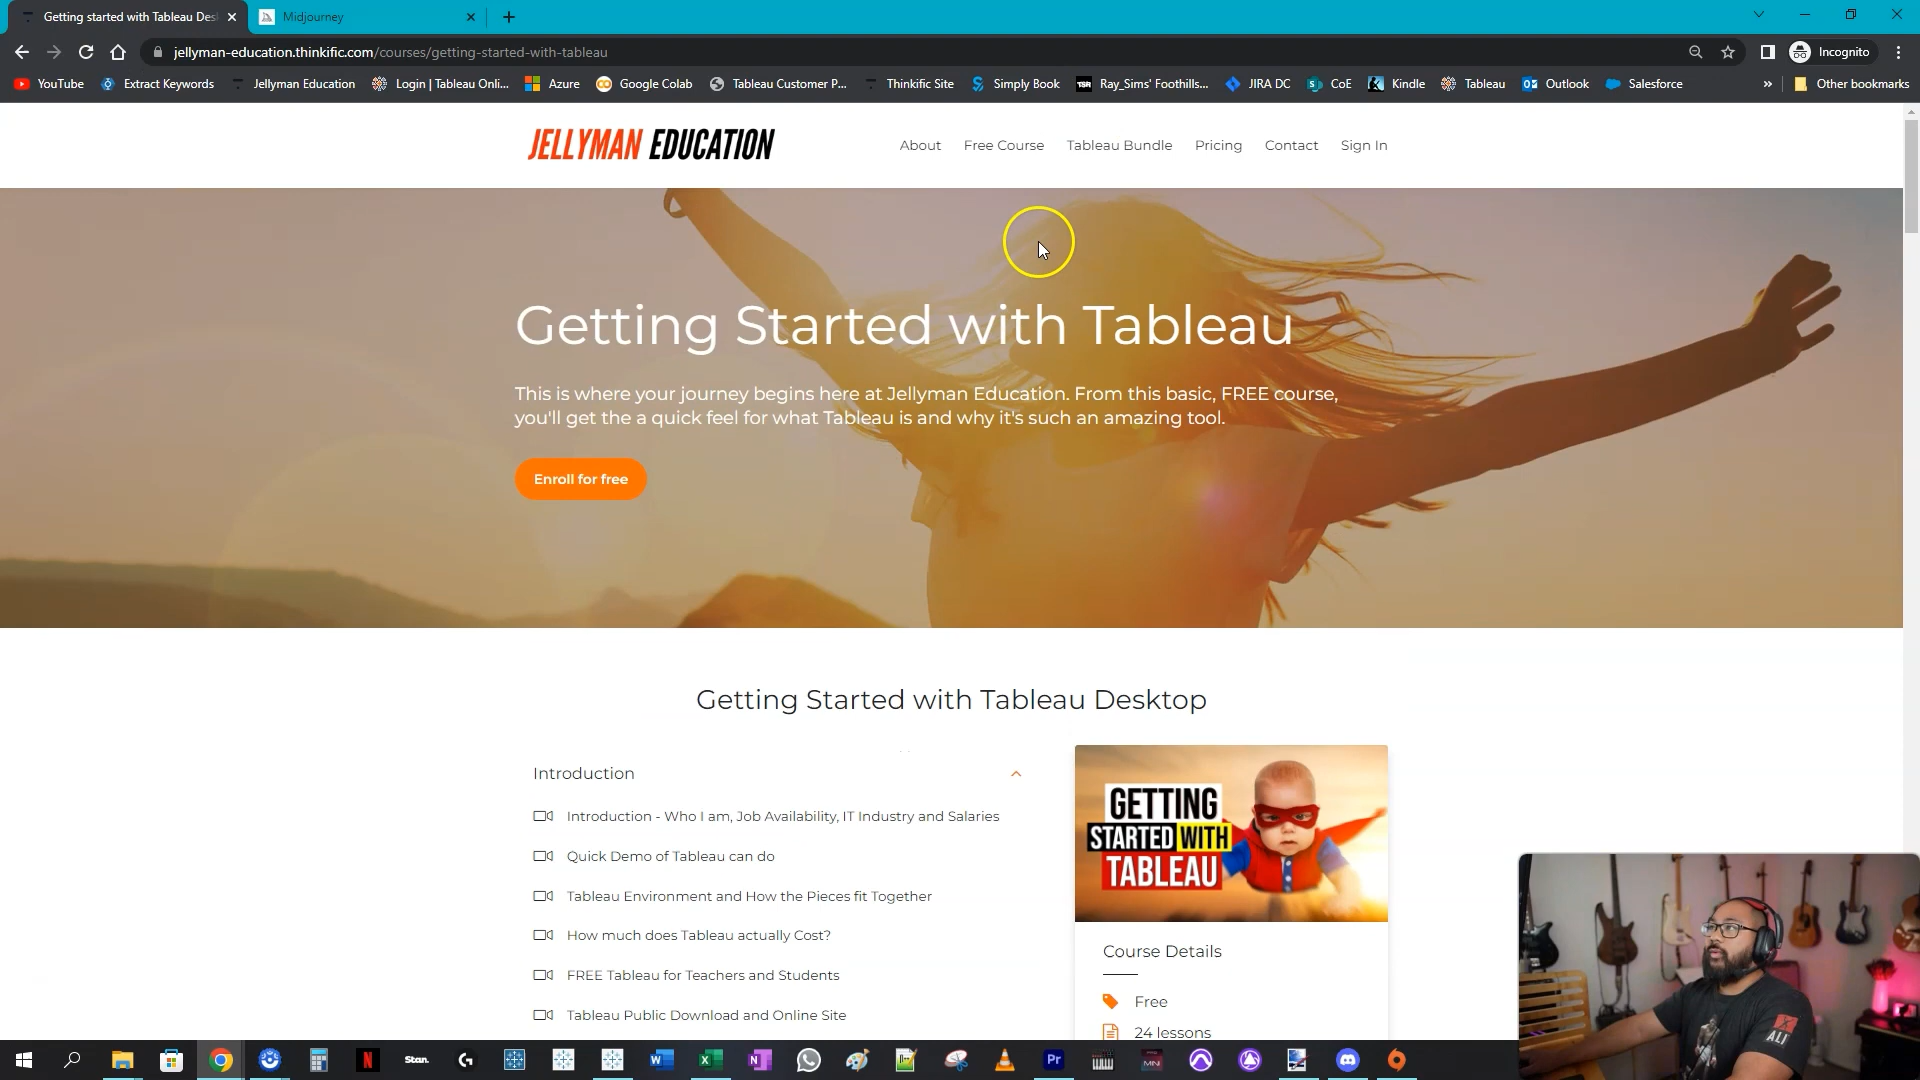 Getting started with Tableau Des
Midjourney
jellyman-education.thinkific.com/courses/getting-started-with-tableau
Incognito
YouTube
Extract Keywords
Jellyman Education
Login | Tableau Onli...
Azure
Google Colab
Tableau Customer P...
Thinkific Site
Simply Book
Ray_Sims' Foothills...
JIRA DC
CoE
Kindle
Tableau
Outlook
Salesforce
Other bookmarks
JELLYMAN EDUCATION
About
Free Course
Tableau Bundle
Pricing
Contact
Sign In
Getting Started with Tableau
This is where your journey begins here at Jellyman Education. From this basic, FREE course,
you'll get the a quick feel for what Tableau is and why it's such an amazing tool.
Enroll for free
Getting Started with Tableau Desktop
Introduction
Introduction - Who I am, Job Availability, IT Industry and Salaries
Quick Demo of Tableau can do
Tableau Environment and How the Pieces fit Together
How much does Tableau actually Cost?
FREE Tableau for Teachers and Students
Tableau Public Download and Online Site
GETTING
STARTED WITH
TABLEAU
Course Details
Free
24 lessons
ALI
Stan.
Pr
MN